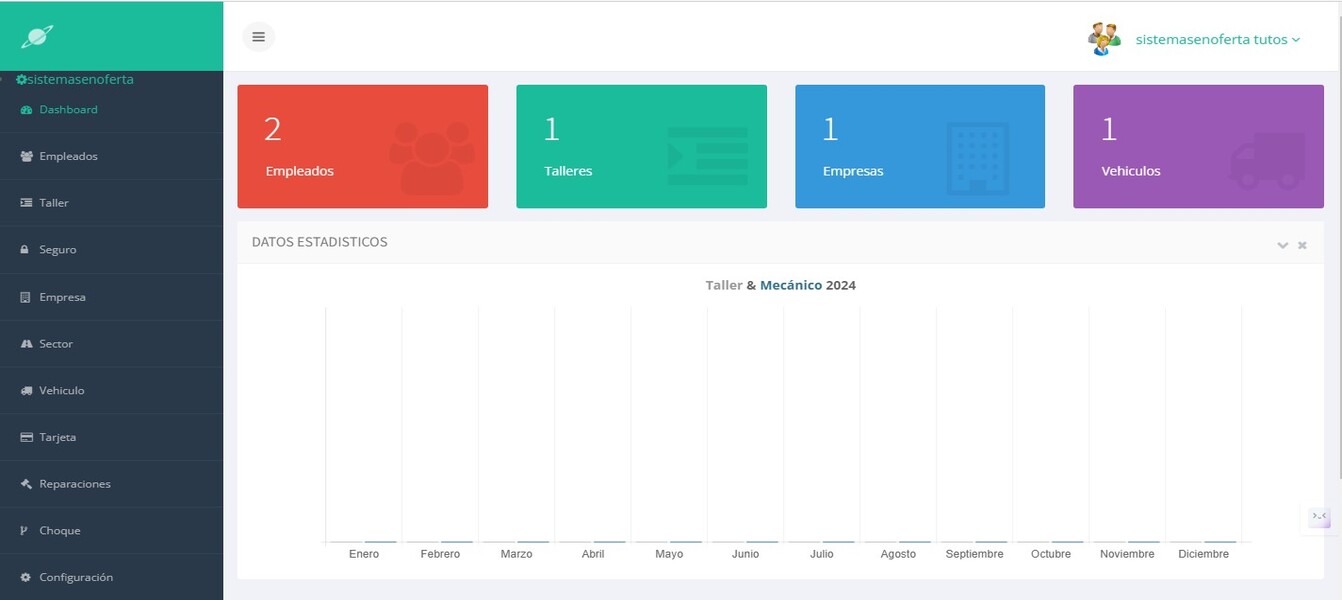 sistemasenoferta tutos
sistemasenoferta
Dashboard
Empleados
Taller
Seguro
Empresa
Sector
Vehiculo
Tarjeta
Reparaciones
Choque
Configuración
2
Empleados
1
Talleres
1
Empresas
1
Vehiculos
DATOS ESTADISTICOS
Taller & Mecánico 2024
Enero Febrero Marzo Abril Mayo Junio Julio Agosto Septiembre Octubre Noviembre Diciembre